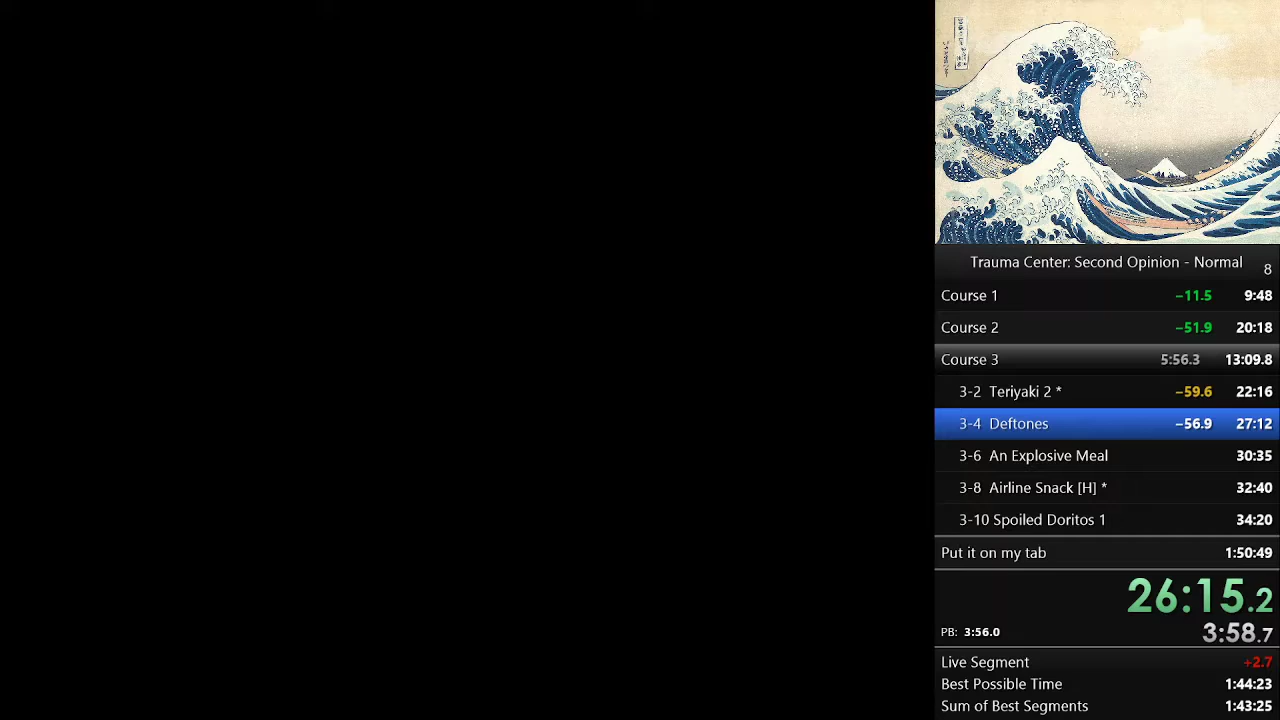 Trauma Center: Second Opinion - Normal
8
Course 1 −11.5 9:48
Course 2 −51.9 20:18
Course 3 5:56.3 13:09.8
3-2 Teriyaki 2 * −59.6 22:16
3-4 Deftones −56.9 27:12
3-6 An Explosive Meal 30:35
3-8 Airline Snack [H] * 32:40
3-10 Spoiled Doritos 1 34:20
Put it on my tab 1:50:49
26:15.2
PB: 3:56.0 3:58.7
Live Segment +2.7
Best Possible Time 1:44:23
Sum of Best Segments 1:43:25